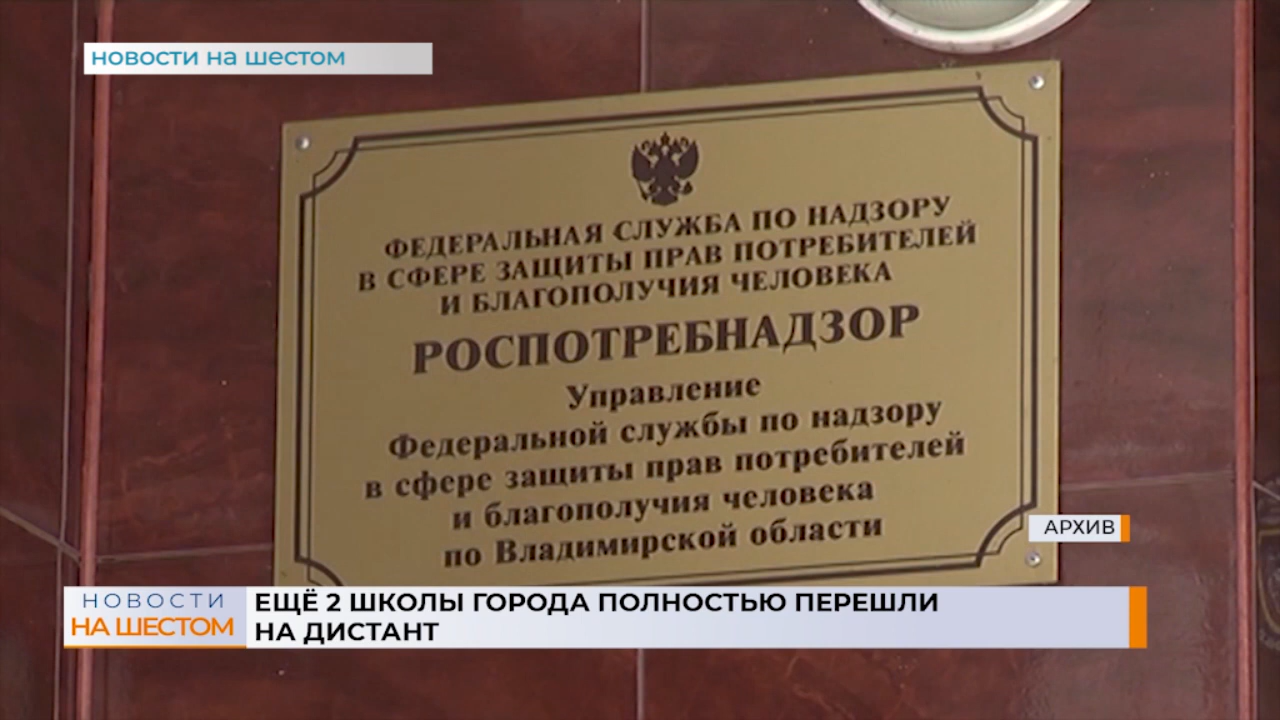 новости на шестом
ФЕДЕРАЛЬНАЯ СЛУЖБА ПО НАДЗОРУ
В СФЕРЕ ЗАЩИТЫ ПРАВ ПОТРЕБИТЕЛЕЙ
И БЛАГОПОЛУЧИЯ ЧЕЛОВЕКА
РОСПОТРЕБНАДЗОР
Управление
Федеральной службы по надзору
в сфере защиты прав потребителей
и благополучия человека
по Владимирской области
АРХИВ
НОВОСТИ
НА ШЕСТОМ
ЕЩЁ 2 ШКОЛЫ ГОРОДА ПОЛНОСТЬЮ ПЕРЕШЛИ
НА ДИСТАНТ